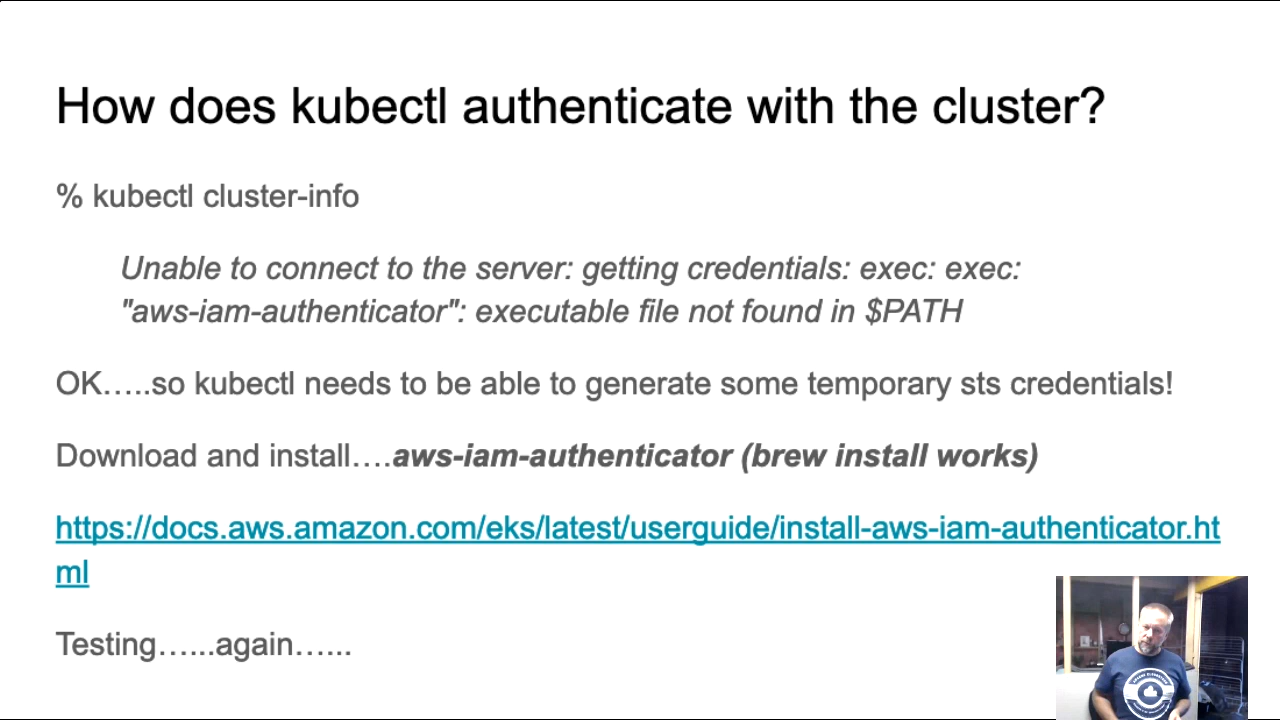 How does kubectl authenticate with the cluster?
% kubectl cluster-info
Unable to connect to the server: getting credentials: exec: exec:
"aws-iam-authenticator": executable file not found in $PATH
OK…..so kubectl needs to be able to generate some temporary sts credentials!
Download and install….aws-iam-authenticator (brew install works)
https://docs.aws.amazon.com/eks/latest/userguide/install-aws-iam-authenticator.ht
ml
Testing…...again…...